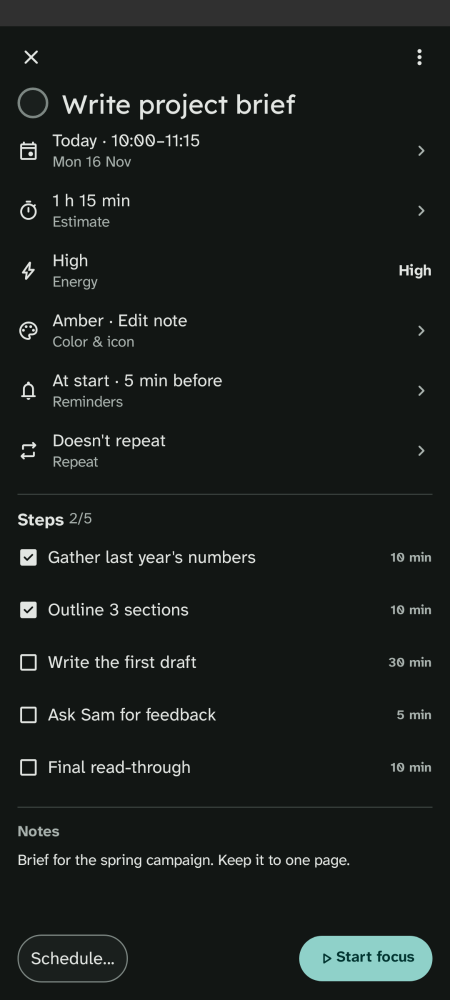 Write project brief
Today · 10:00–11:15
Mon 16 Nov
1 h 15 min
Estimate
High
Energy
High
Amber · Edit note
Color & icon
At start · 5 min before
Reminders
Doesn't repeat
Repeat
Steps 2/5
Gather last year's numbers 10 min
Outline 3 sections 10 min
Write the first draft 30 min
Ask Sam for feedback 5 min
Final read-through 10 min
Notes
Brief for the spring campaign. Keep it to one page.
Schedule... Start focus